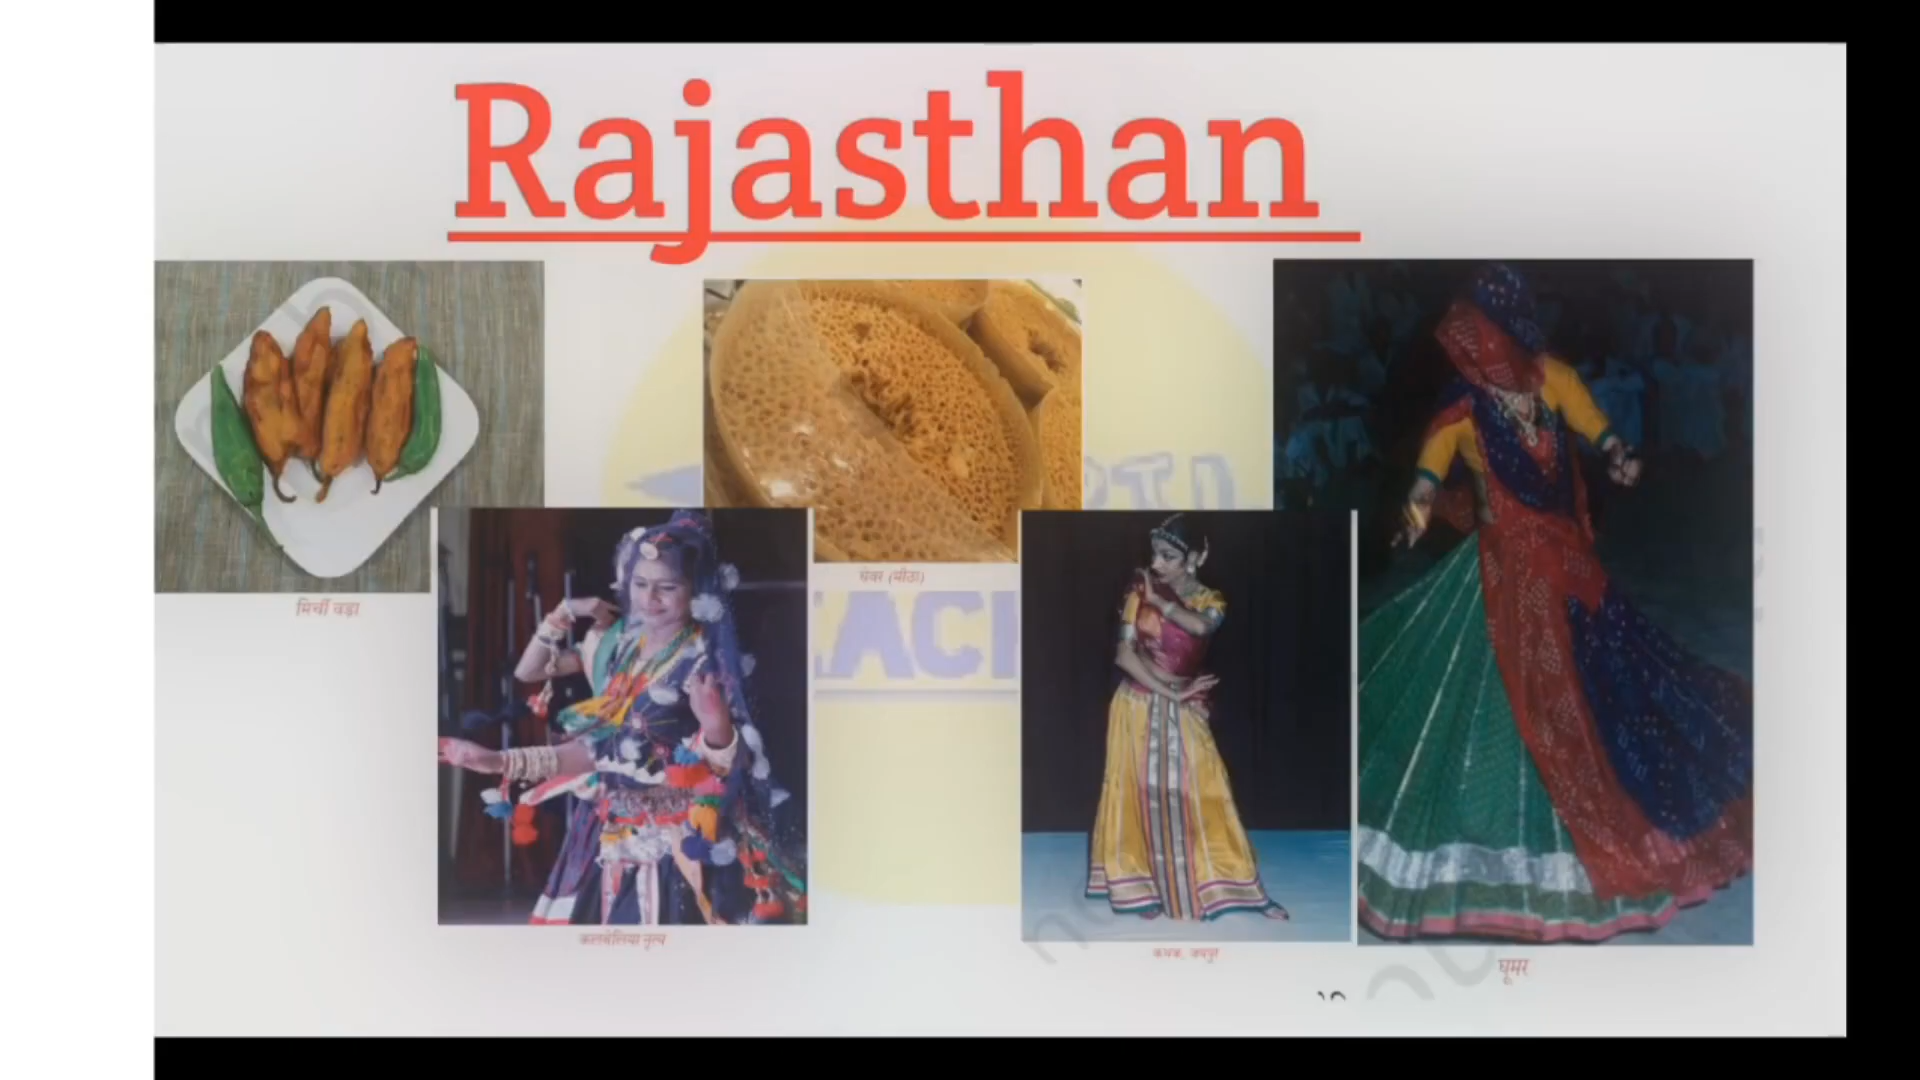 Rajasthan
मिर्ची वड़ा
घेवर (मीठा)
कालबेलिया नृत्य
कथक, जयपुर
घूमर